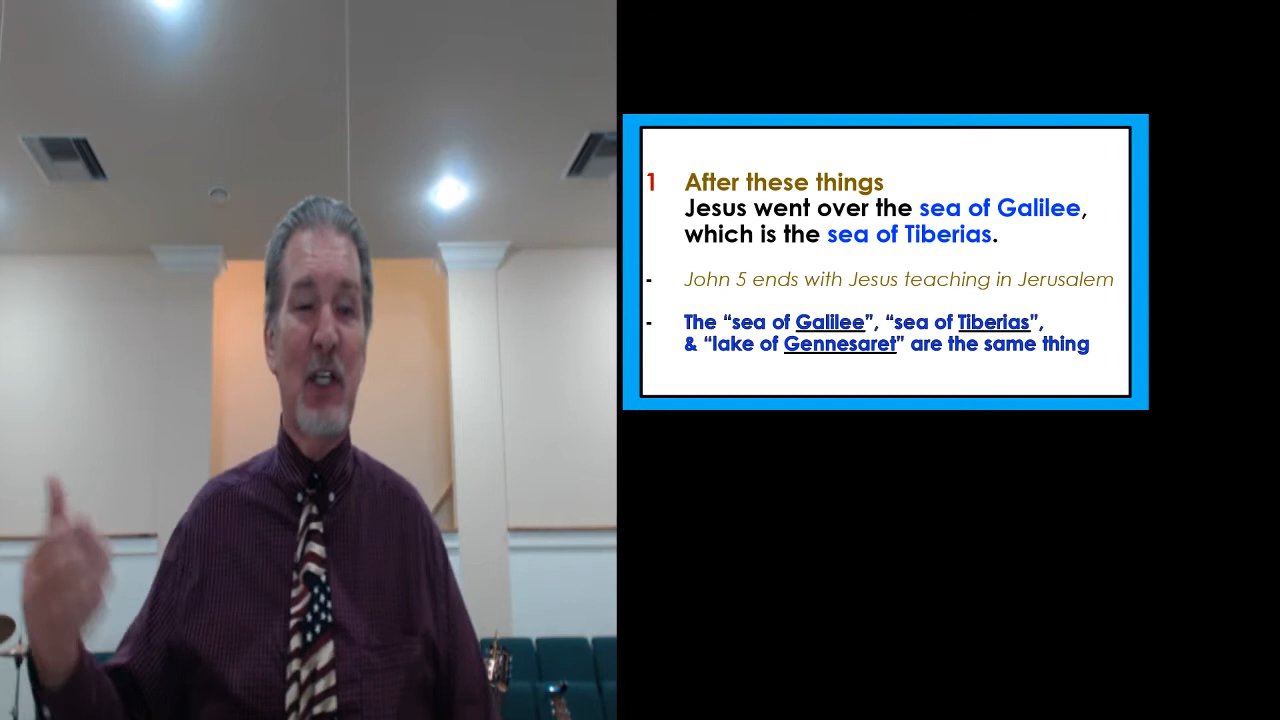 1 After these things
Jesus went over the sea of Galilee,
which is the sea of Tiberias.
- John 5 ends with Jesus teaching in Jerusalem
- The “sea of Galilee”, “sea of Tiberias”,
& “lake of Gennesaret” are the same thing